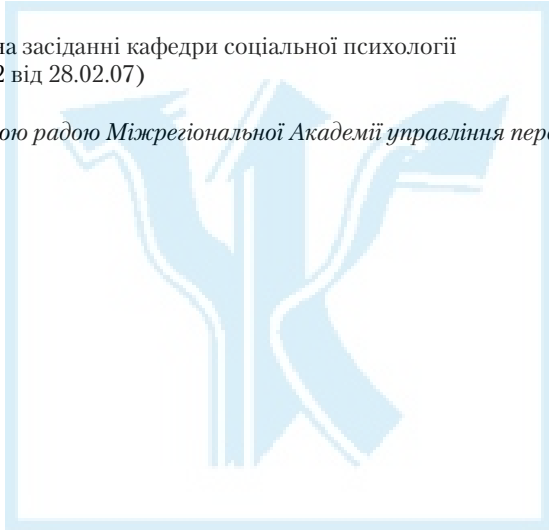 на засіданні кафедри соціальної психології
2 від 28.02.07)
ою радою Міжрегіональної Академії управління пер